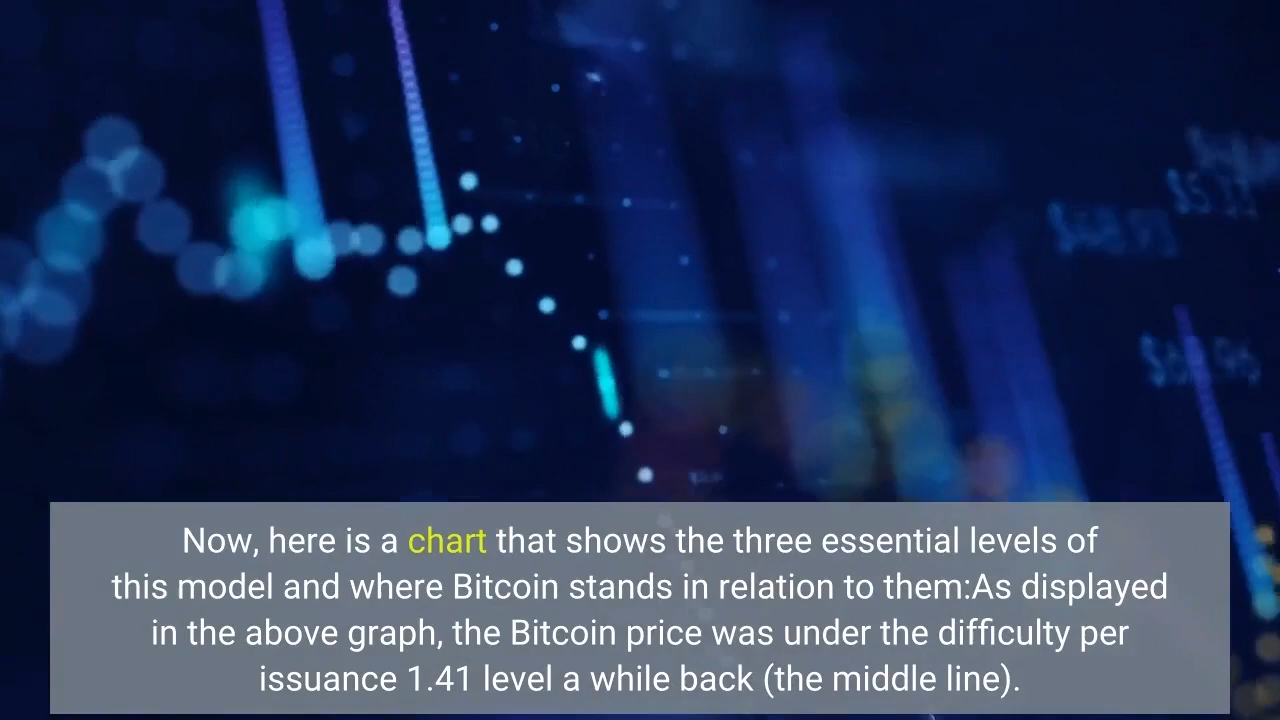 Now, here is a chart that shows the three essential levels of
this model and where Bitcoin stands in relation to them:As displayed
in the above graph, the Bitcoin price was under the difficulty per
issuance 1.41 level a while back (the middle line).